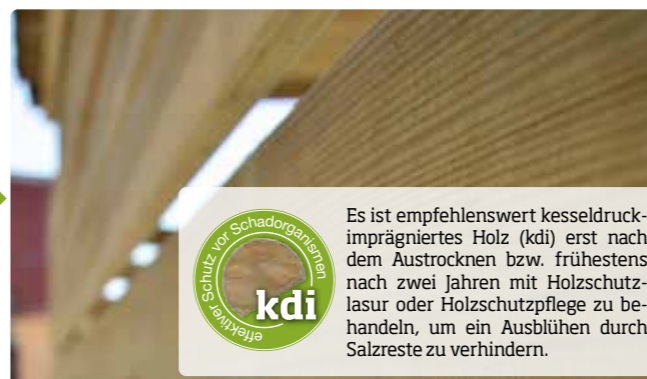 effektiver Schutz vor Schadorganismen
kdi
Es ist empfehlenswert kesseldruck-
imprägniertes Holz (kdi) erst nach
dem Austrocknen bzw. frühestens
nach zwei Jahren mit Holzschutz-
lasur oder Holzschutzpflege zu be-
handeln, um ein Ausblühen durch
Salzreste zu verhindern.